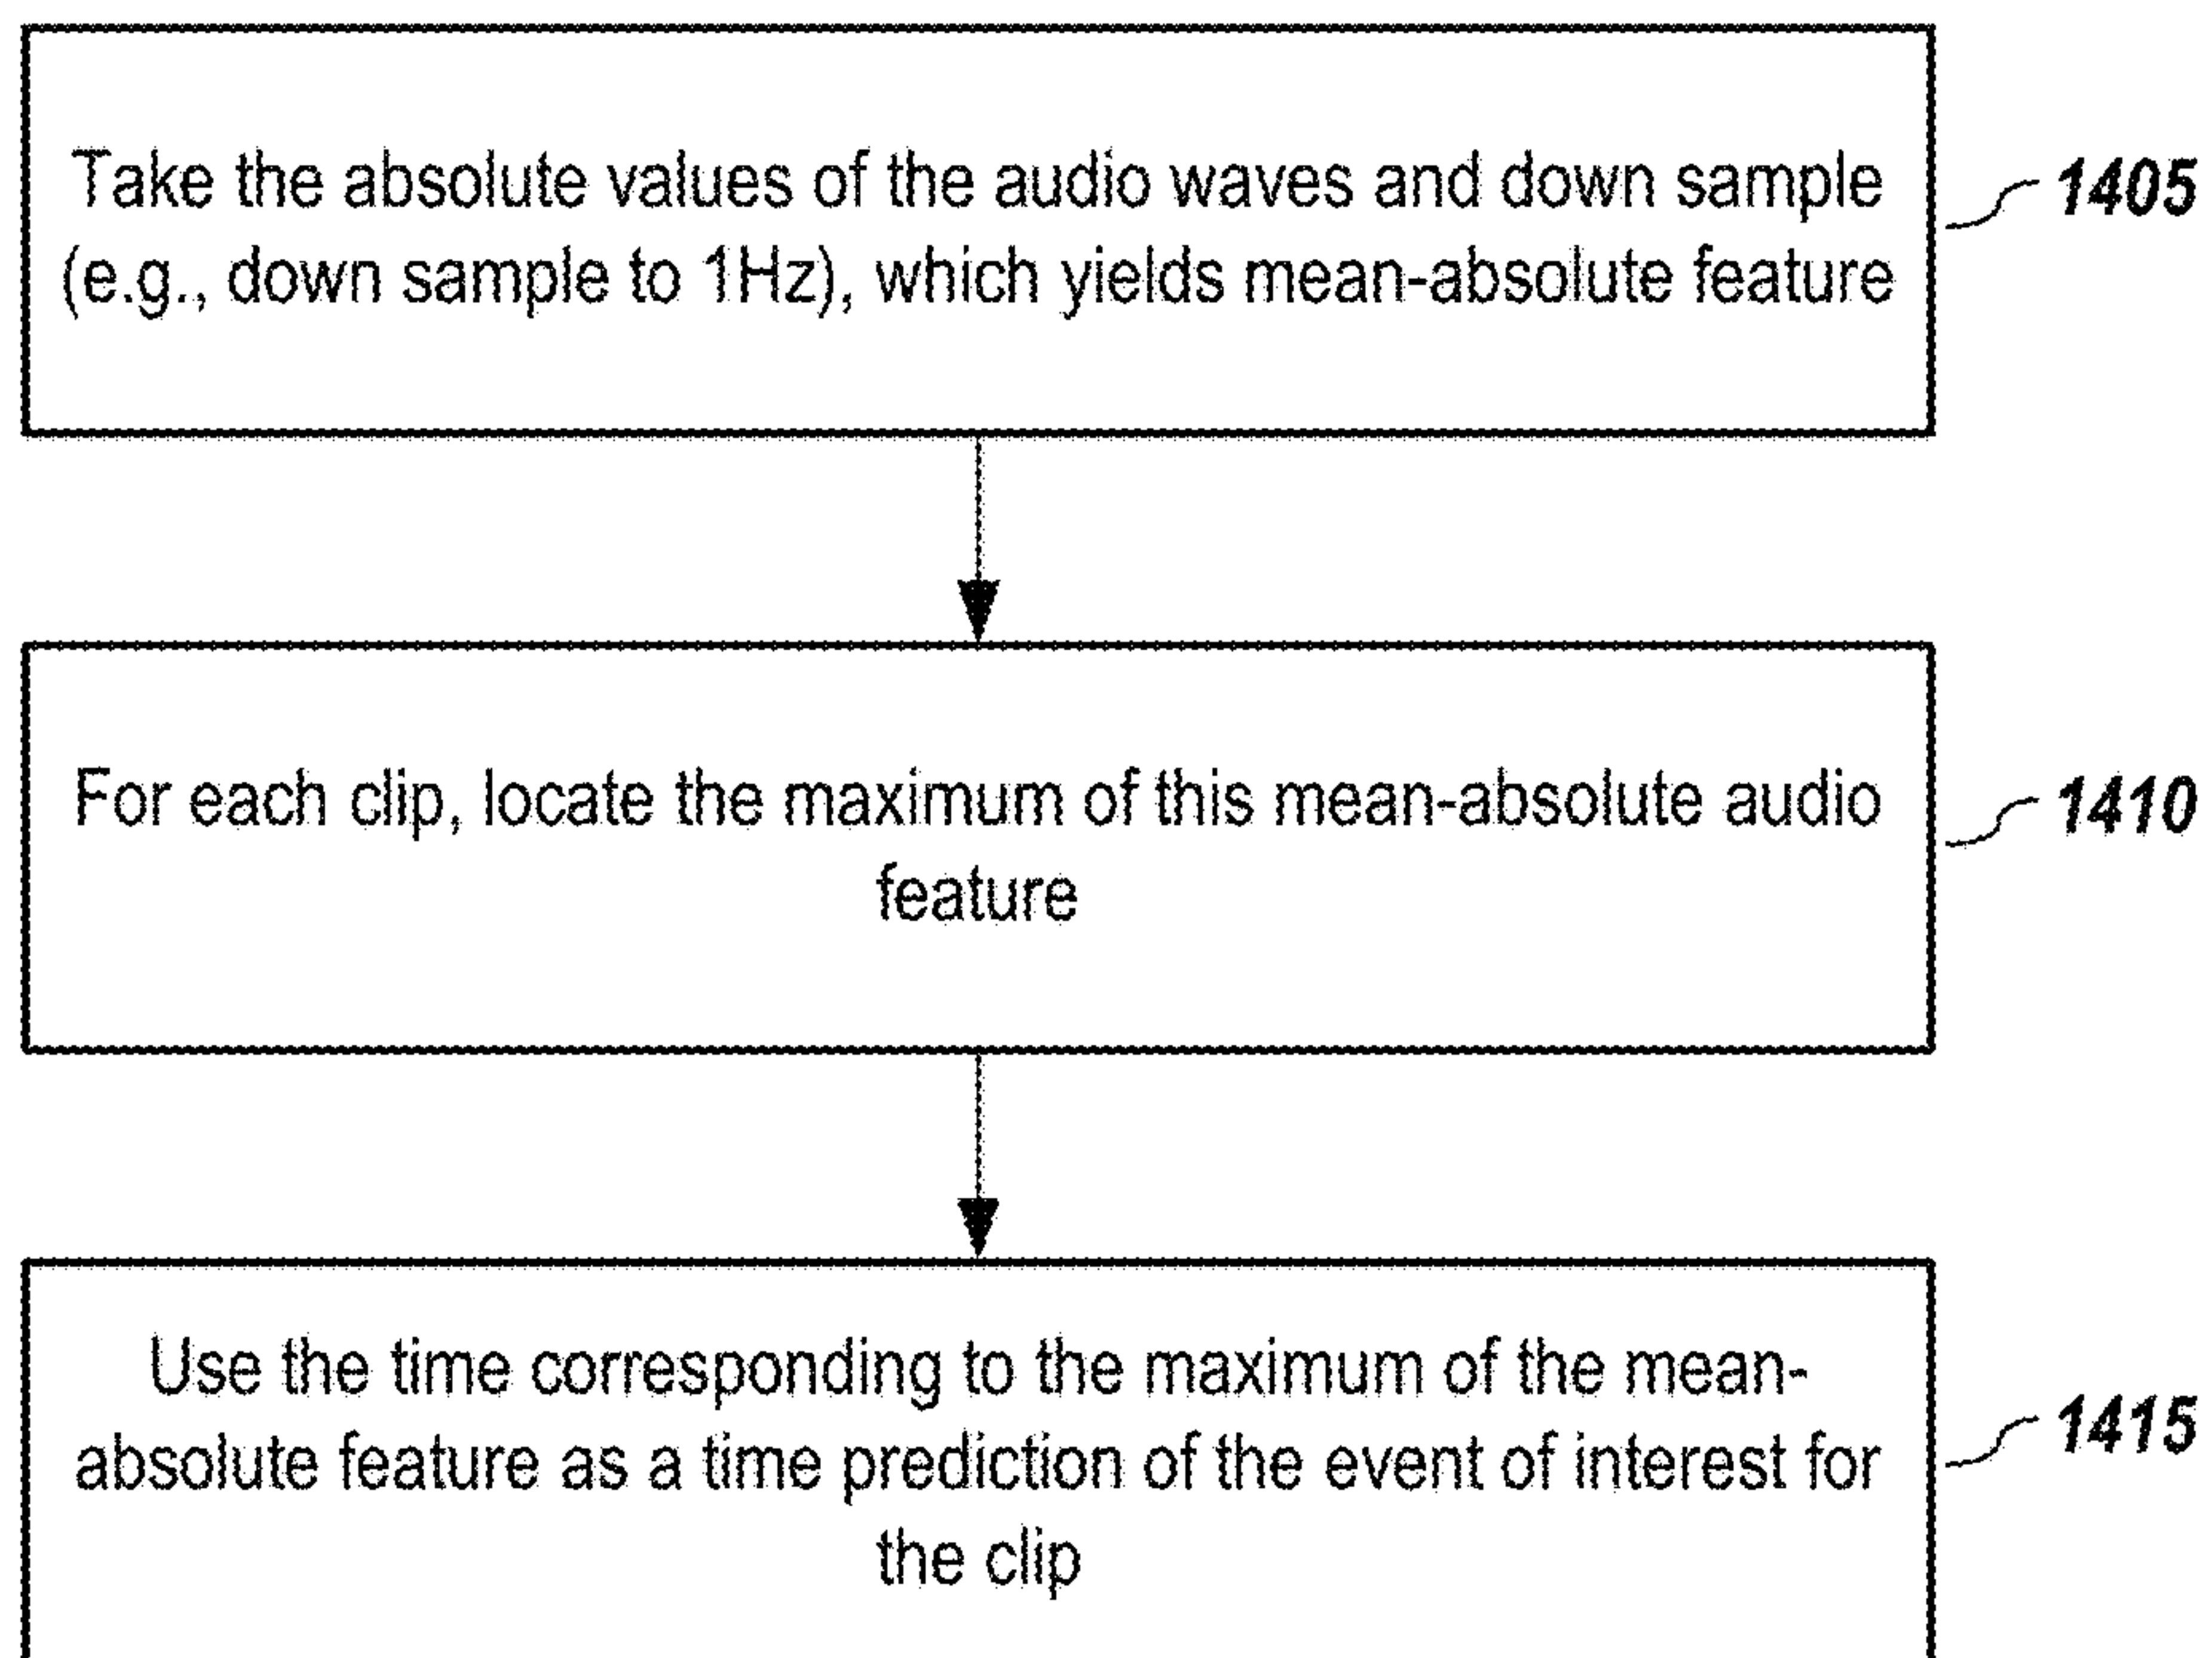 Take the absolute values of the audio waves and down sample
(e.g., down sample to 1Hz), which yields mean-absolute feature
1405
For each clip, locate the maximum of this mean-absolute audio
feature
1410
Use the time corresponding to the maximum of the mean-
absolute feature as a time prediction of the event of interest for
the clip
1415